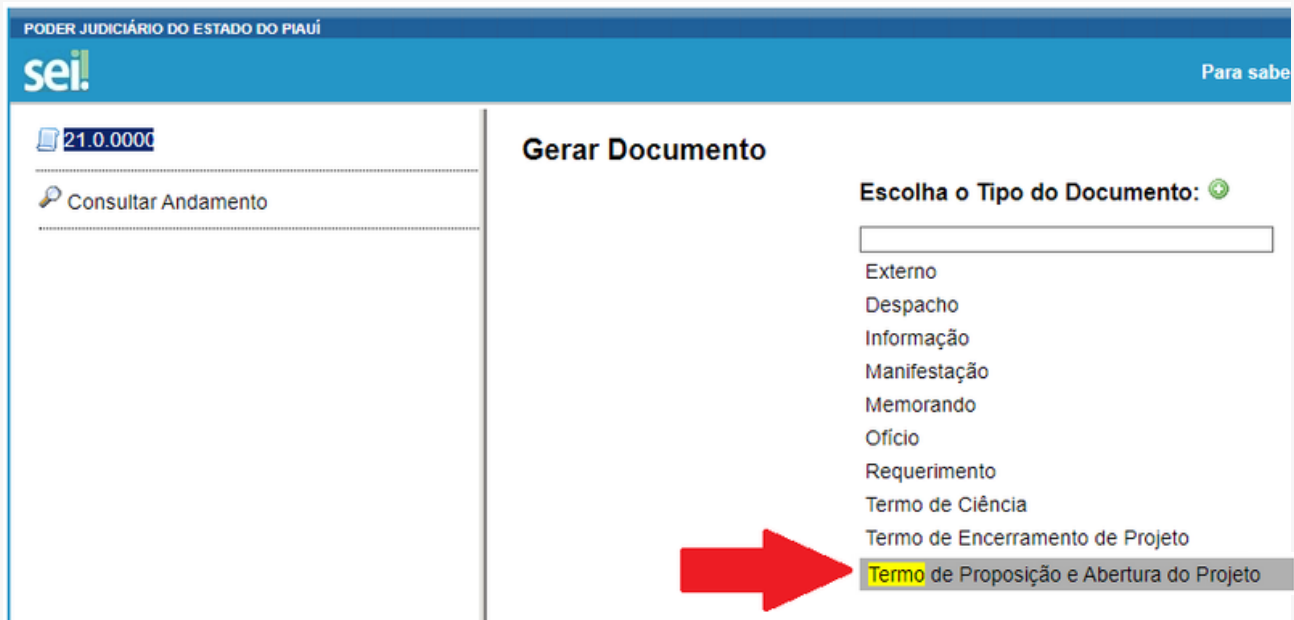 PODER JUDICIÁRIO DO ESTADO DO PIAUÍ
sei!
Para sabe
21.0.0000
Consultar Andamento
Gerar Documento
Escolha o Tipo do Documento:
Externo
Despacho
Informação
Manifestação
Memorando
Ofício
Requerimento
Termo de Ciência
Termo de Encerramento de Projeto
Termo de Proposição e Abertura do Projeto